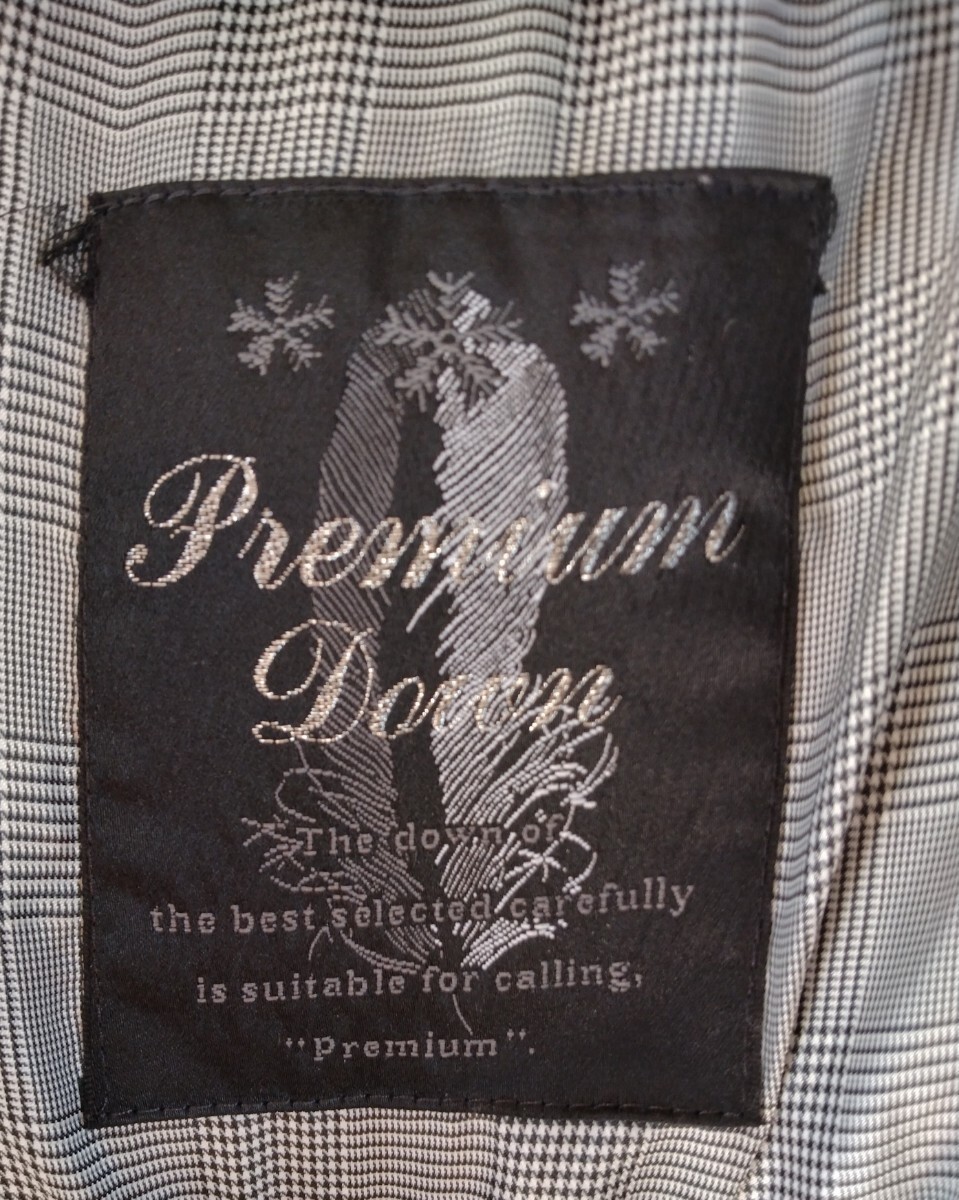 Premium
Down
The down of
the best selected carefully
is suitable for calling,
"Premium".